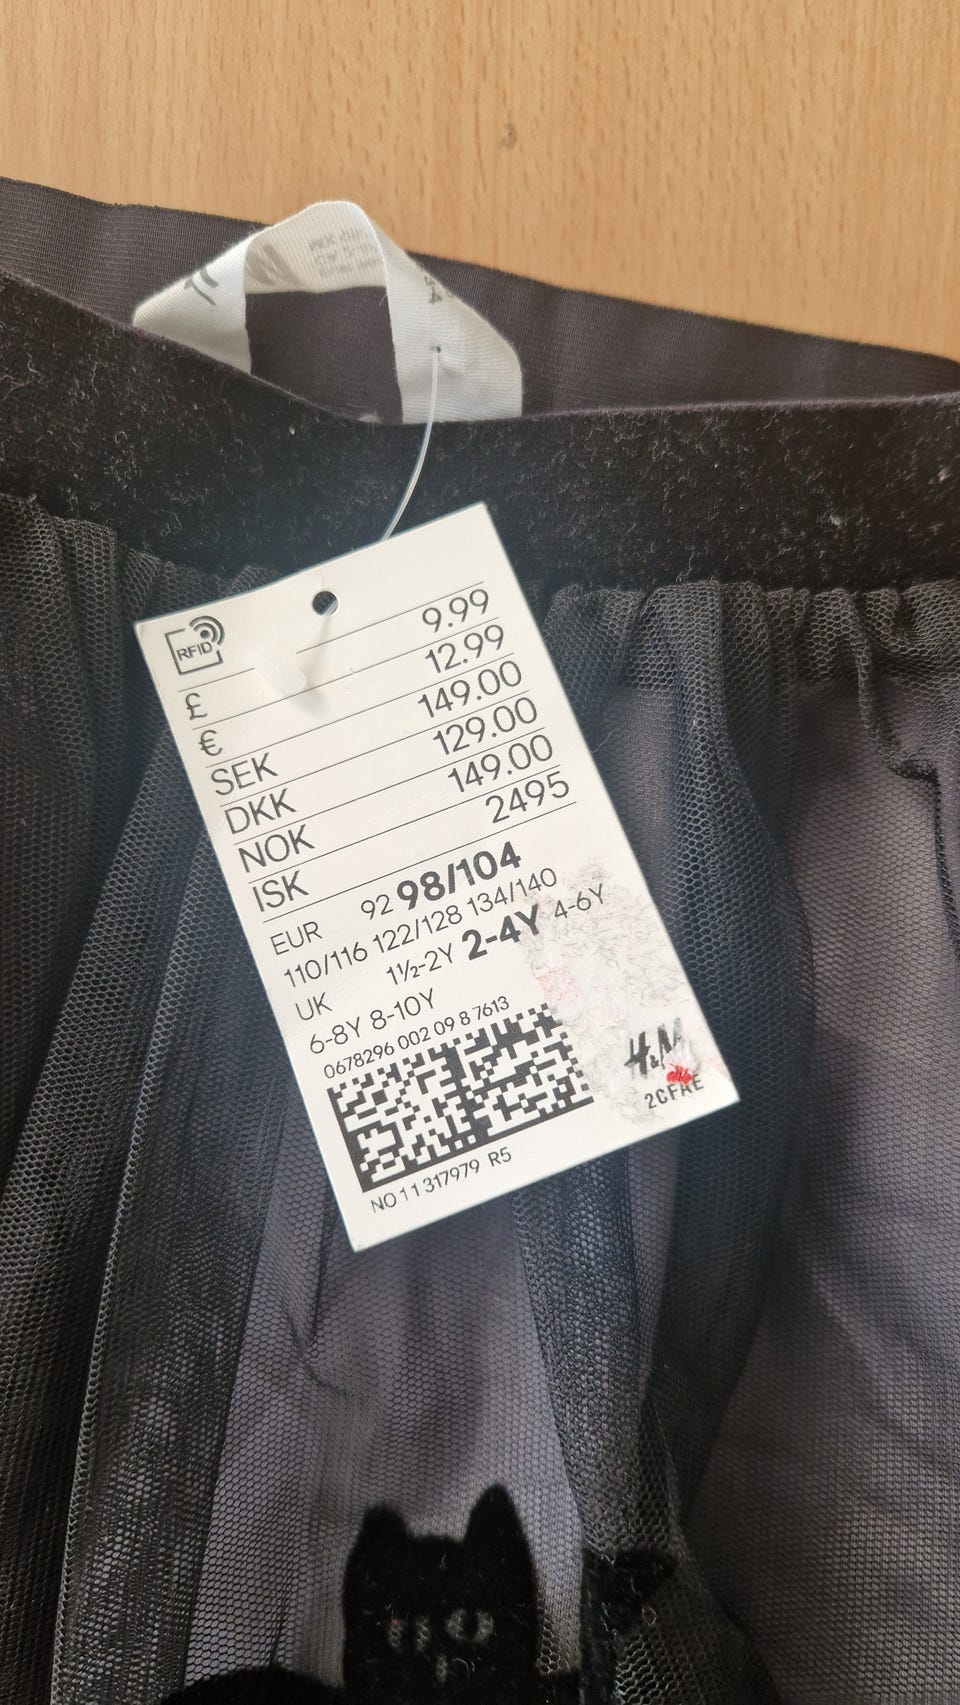 RFID
£ 9.99
€ 12.99
SEK 149.00
DKK 129.00
NOK 149.00
ISK 2495
EUR 92 98/104
110/116 122/128 134/140
UK 1½-2Y 2-4Y 4-6Y
6-8Y 8-10Y
0678296 002 09 8 7613
H&M
2CFAE
NO 11 317979 R5